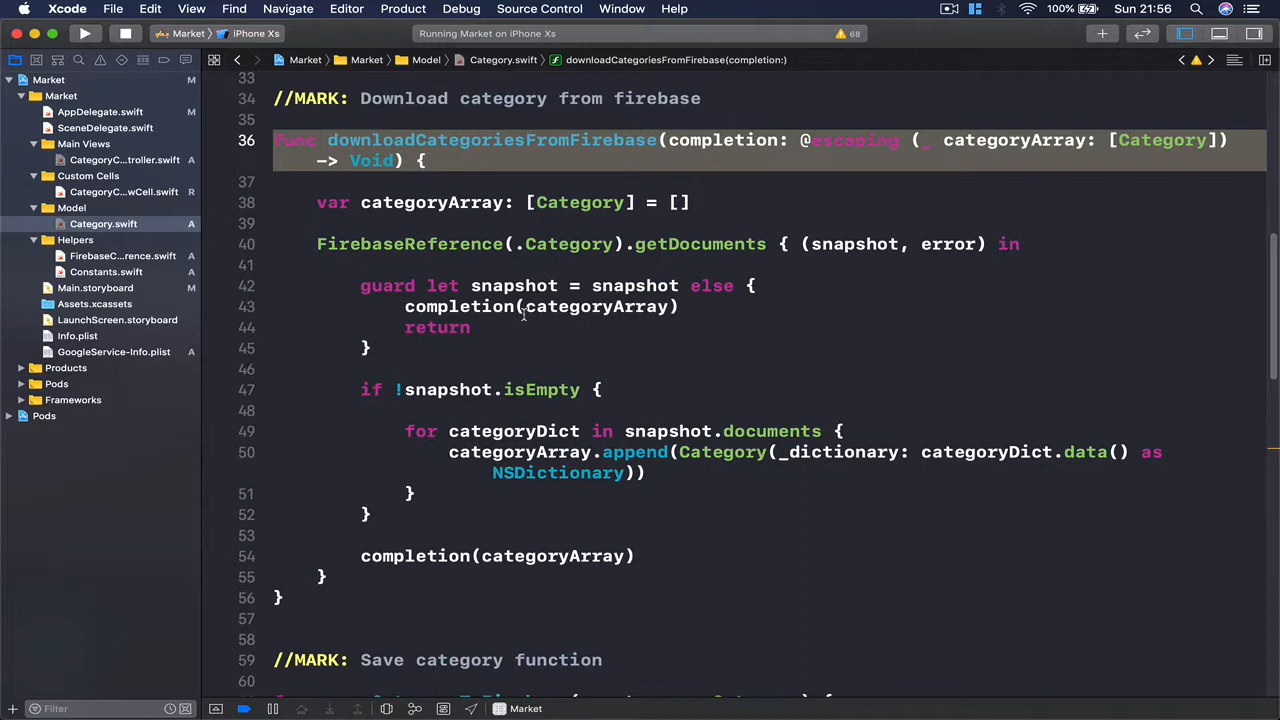 Xcode File Edit View Find Navigate Editor Product Debug Source Control Window Help 100% Sun 21:56
Market iPhone Xs Running Market on iPhone Xs 68
Market Market Model Category.swift downloadCategoriesFromFirebase(completion:)
Market M
Market
AppDelegate.swift M
SceneDelegate.swift
Main Views
CategoryC...troller.swift A
Custom Cells
CategoryC...wCell.swift R
Model
Category.swift A
Helpers
FirebaseC...rence.swift A
Constants.swift A
Main.storyboard
Assets.xcassets
LaunchScreen.storyboard
Info.plist
GoogleService-Info.plist A
Products
Pods
Frameworks
Pods
33
34 //MARK: Download category from firebase
35
36 func downloadCategoriesFromFirebase(completion: @escaping (_ categoryArray: [Category])
-> Void) {
37
38 var categoryArray: [Category] = []
39
40 FirebaseReference(.Category).getDocuments { (snapshot, error) in
41
42 guard let snapshot = snapshot else {
43 completion(categoryArray)
44 return
45 }
46
47 if !snapshot.isEmpty {
48
49 for categoryDict in snapshot.documents {
50 categoryArray.append(Category(_dictionary: categoryDict.data() as
NSDictionary))
51 }
52 }
53
54 completion(categoryArray)
55 }
56 }
57
58
59 //MARK: Save category function
Filter Market